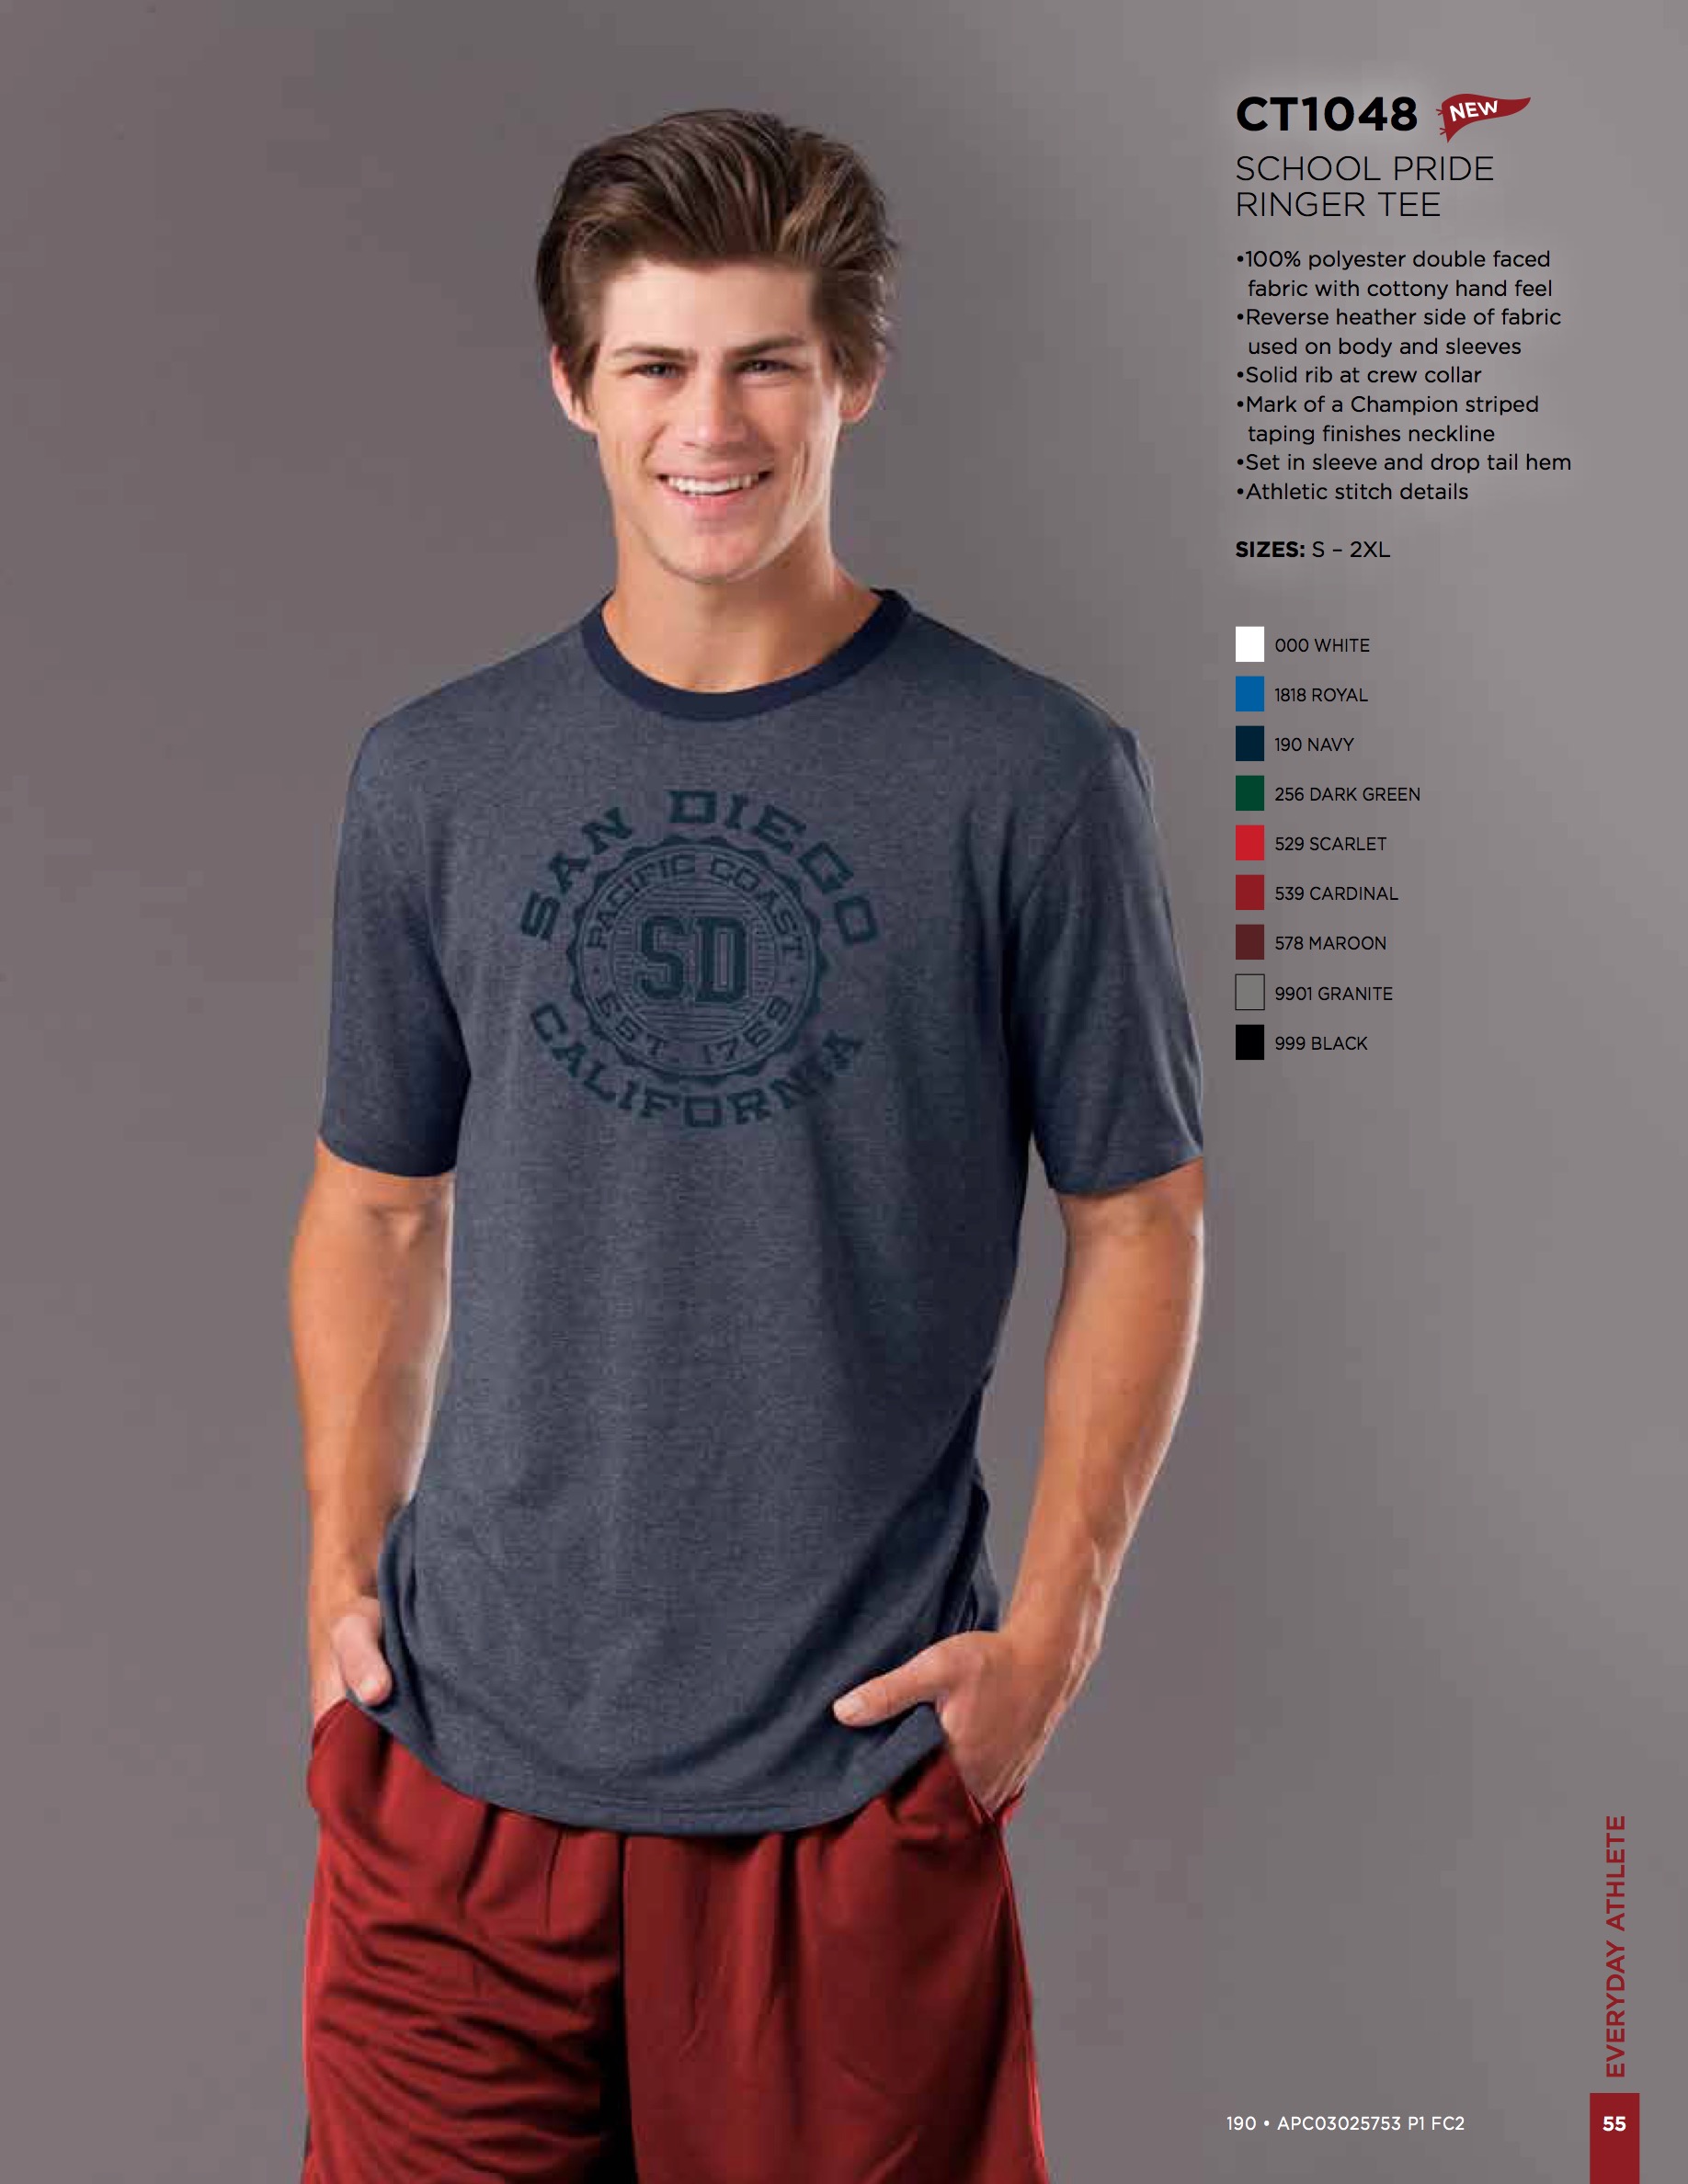 CT1048 NEW
SCHOOL PRIDE
RINGER TEE
•100% polyester double faced
fabric with cottony hand feel
•Reverse heather side of fabric
used on body and sleeves
•Solid rib at crew collar
•Mark of a Champion striped
taping finishes neckline
•Set in sleeve and drop tail hem
•Athletic stitch details
SIZES: S – 2XL
000 WHITE
1818 ROYAL
190 NAVY
256 DARK GREEN
529 SCARLET
539 CARDINAL
578 MAROON
9901 GRANITE
999 BLACK
SAN DIEGO
PACIFIC COAST
SD
EST. 1769
CALIFORNIA
EVERYDAY ATHLETE
190 • APC03025753 P1 FC2
55